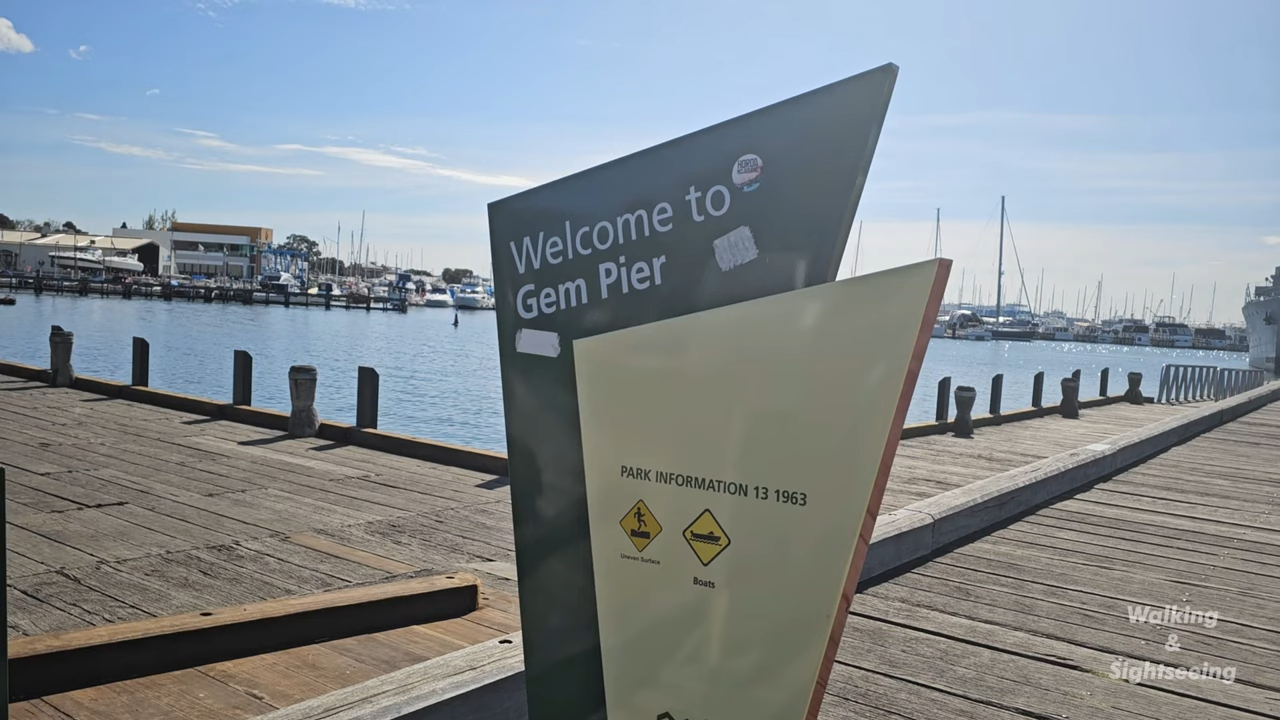 Welcome to
Gem Pier
PARK INFORMATION 13 1963
Uneven Surface
Boats
Walking
&
Sightseeing